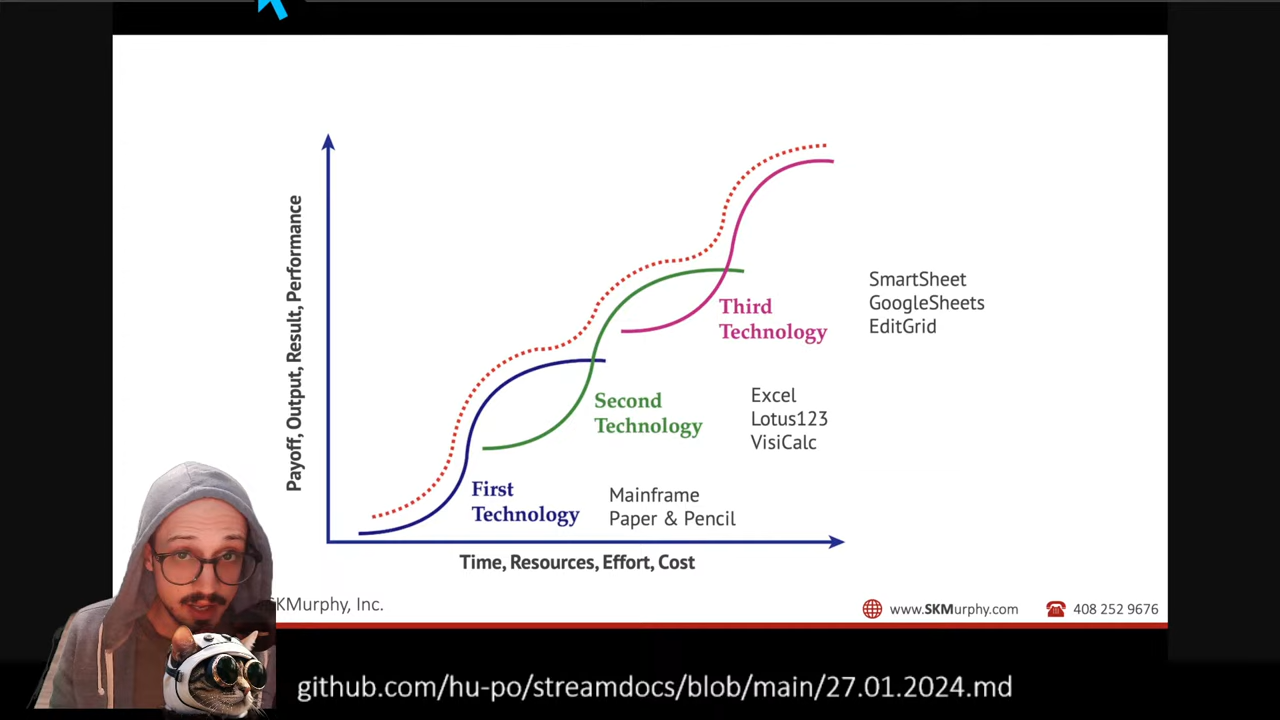 Payoff, Output, Result, Performance
SmartSheet
GoogleSheets
EditGrid
Third
Technology
Excel
Lotus123
VisiCalc
Second
Technology
First
Technology
Mainframe
Paper & Pencil
Time, Resources, Effort, Cost
SKMurphy, Inc.
www.SKMurphy.com
408 252 9676
github.com/hu-po/streamdocs/blob/main/27.01.2024.md